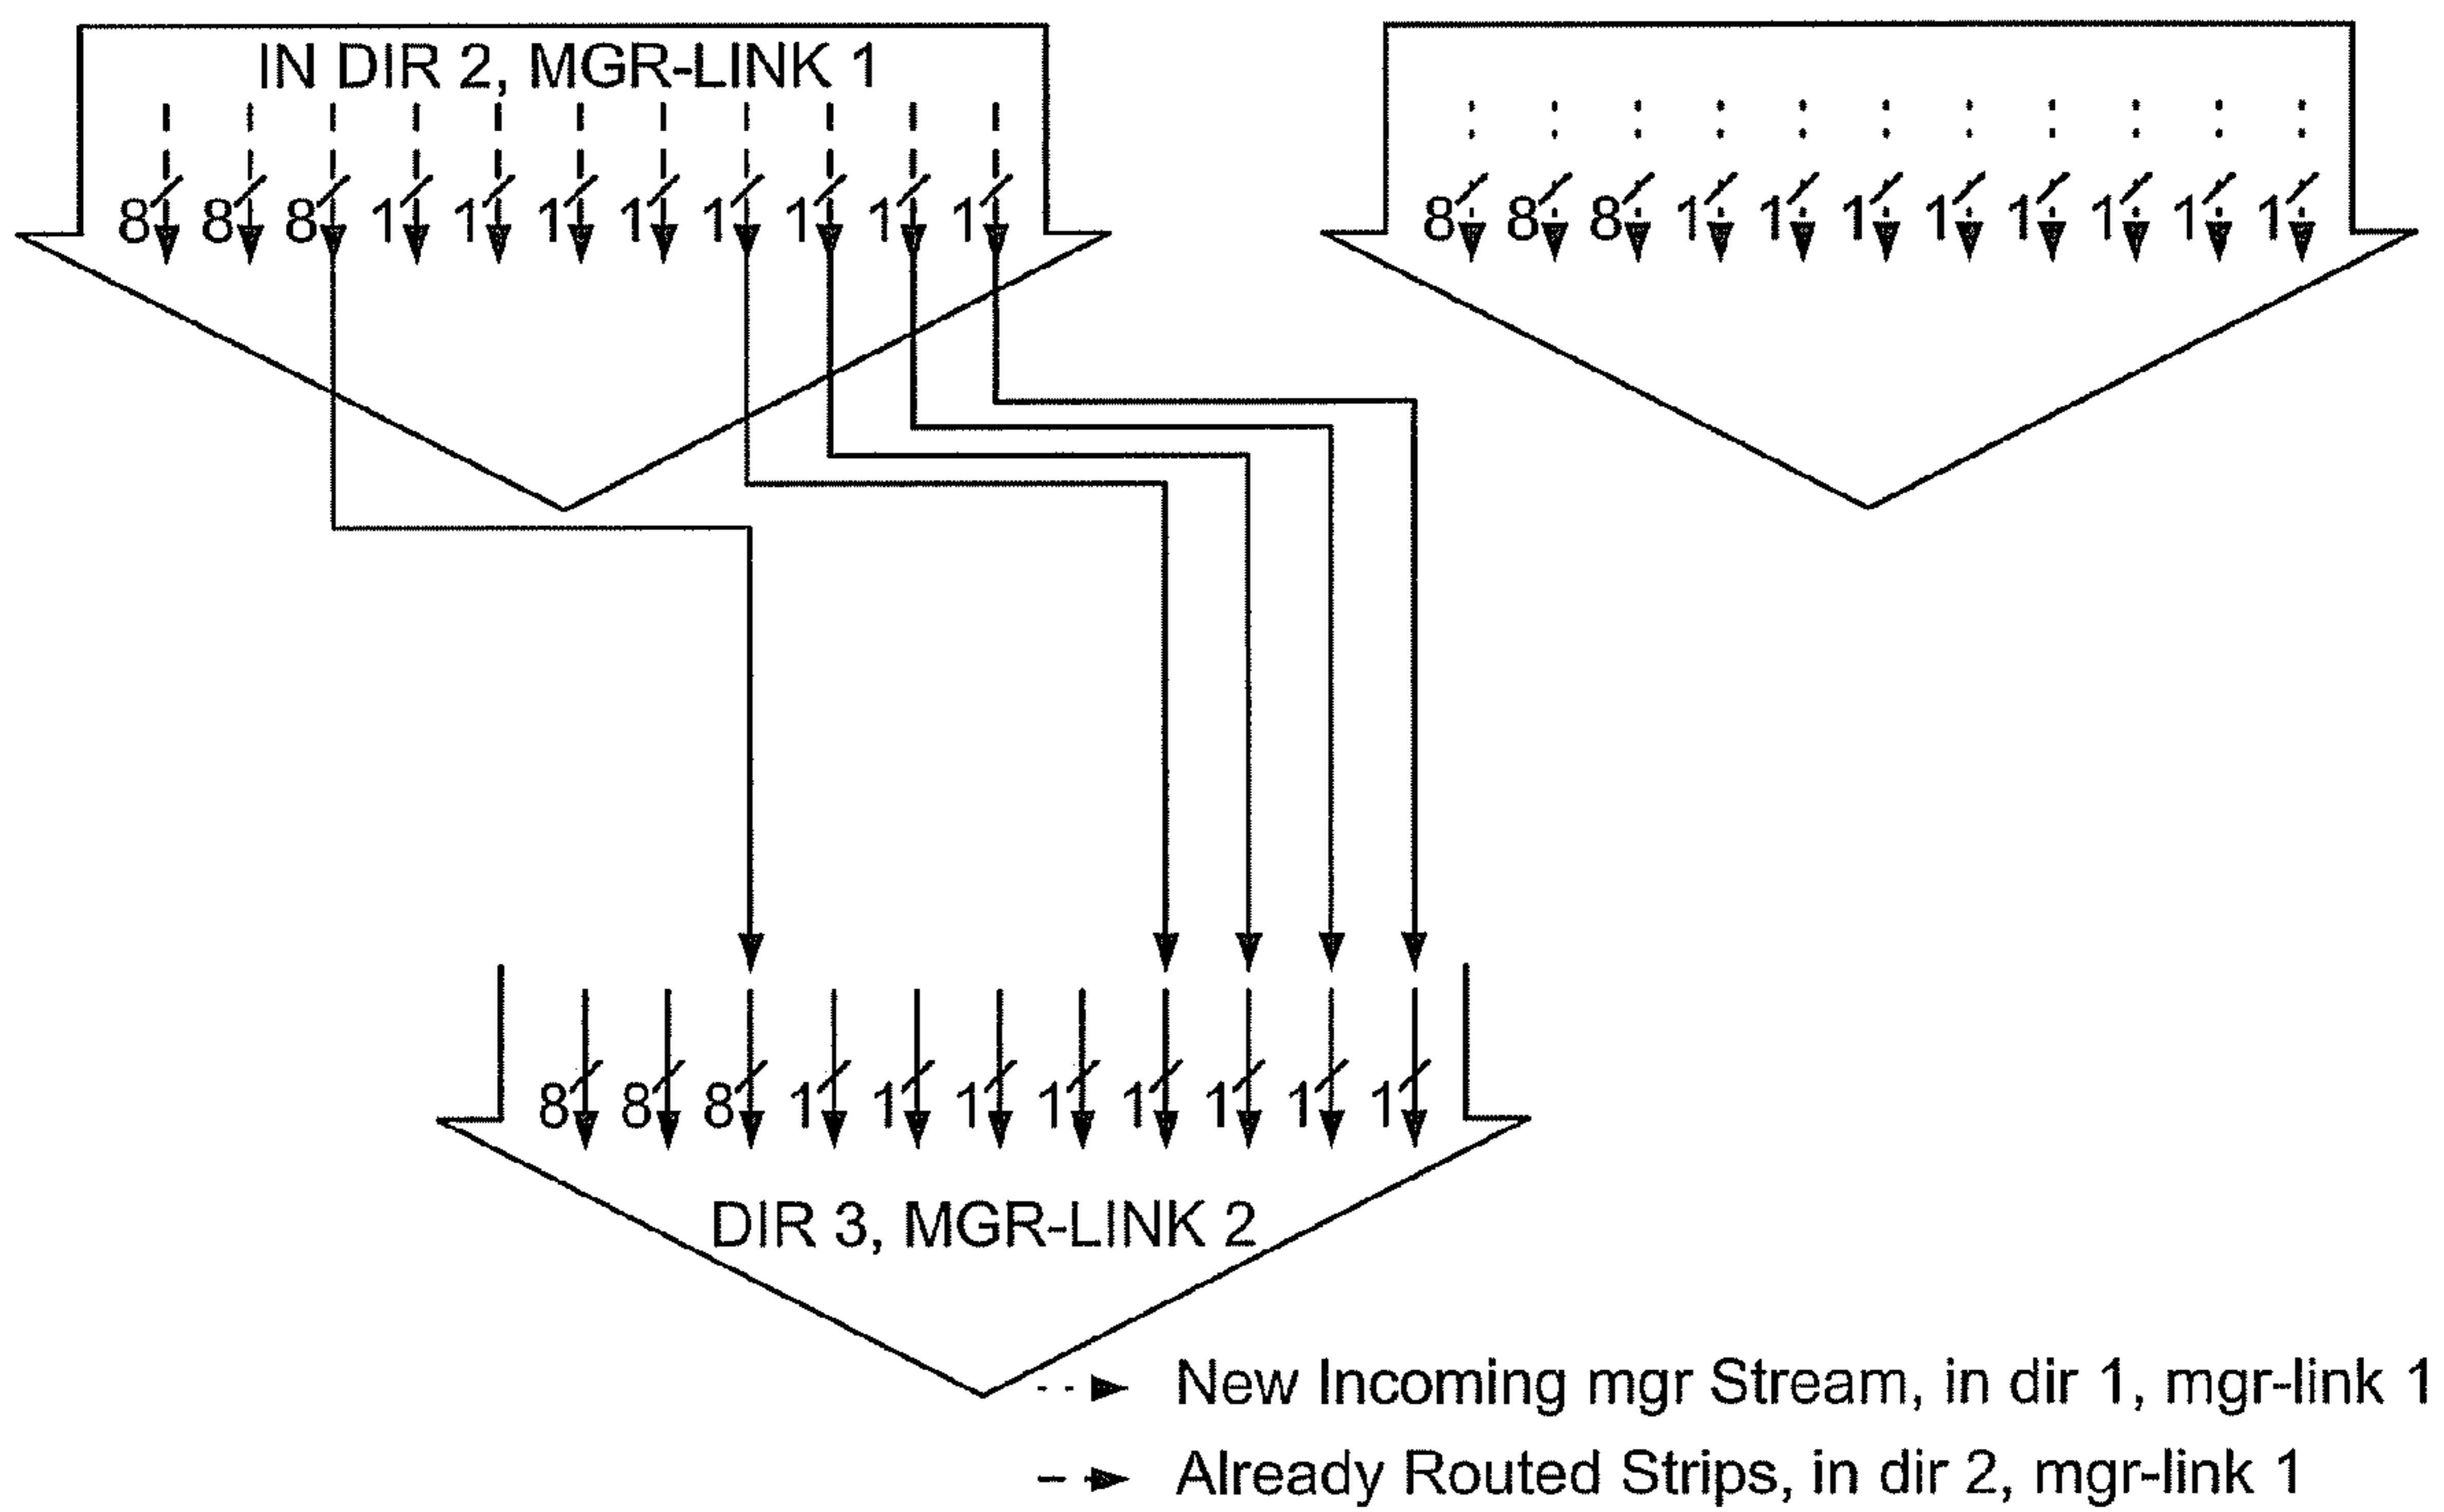 IN DIR 2, MGR-LINK 1
8 8 8 1 1 1 1 1 1 1 1
8 8 8 1 1 1 1 1 1 1 1
8 8 8 1 1 1 1 1 1 1 1
DIR 3, MGR-LINK 2
New Incoming mgr Stream, in dir 1, mgr-link 1
Already Routed Strips, in dir 2, mgr-link 1